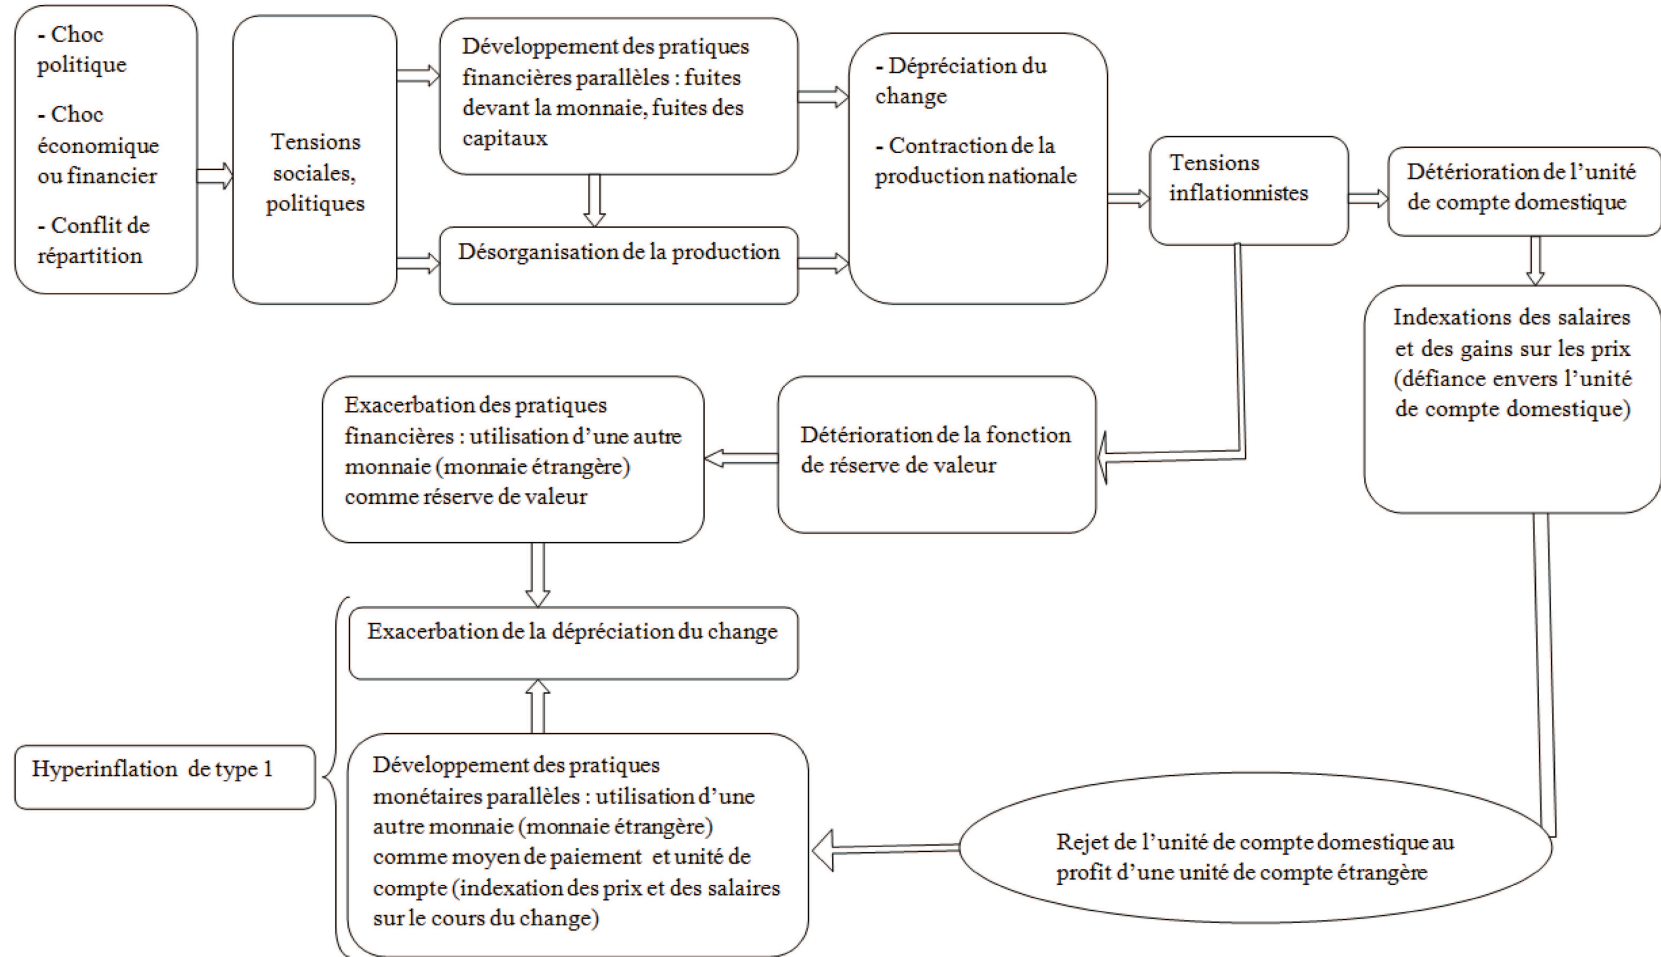 - Choc
politique
- Choc
économique
ou financier
- Conflit de
répartition
Tensions
sociales,
politiques
Développement des pratiques
financières parallèles : fuites
devant la monnaie, fuites des
capitaux
Désorganisation de la production
- Dépréciation du
change
- Contraction de la
production nationale
Tensions
inflationnistes
Détérioration de l’unité
de compte domestique
Indexations des salaires
et des gains sur les prix
(défiance envers l’unité
de compte domestique)
Exacerbation des pratiques
financières : utilisation d’une autre
monnaie (monnaie étrangère)
comme réserve de valeur
Détérioration de la fonction
de réserve de valeur
Exacerbation de la dépréciation du change
Hyperinflation de type 1
Développement des pratiques
monétaires parallèles : utilisation d’une
autre monnaie (monnaie étrangère)
comme moyen de paiement et unité de
compte (indexation des prix et des salaires
sur le cours du change)
Rejet de l’unité de compte domestique au
profit d’une unité de compte étrangère